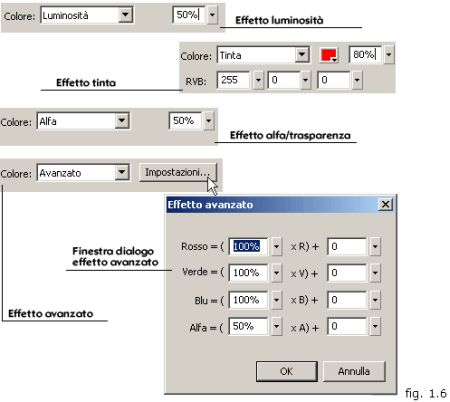 Colore: Luminosità 50%
Effetto luminosità
Colore: Tinta 80%
RVB: 255 0 0
Effetto tinta
Colore: Alfa 50%
Effetto alfa/trasparenza
Colore: Avanzato Impostazioni...
Effetto avanzato
Rosso = ( 100% x R) + 0
Finestra dialogo
effetto avanzato
Verde = ( 100% x V) + 0
Blu = ( 100% x B) + 0
Effetto avanzato
Alfa = ( 50% x A) + 0
OK Annulla
fig. 1.6